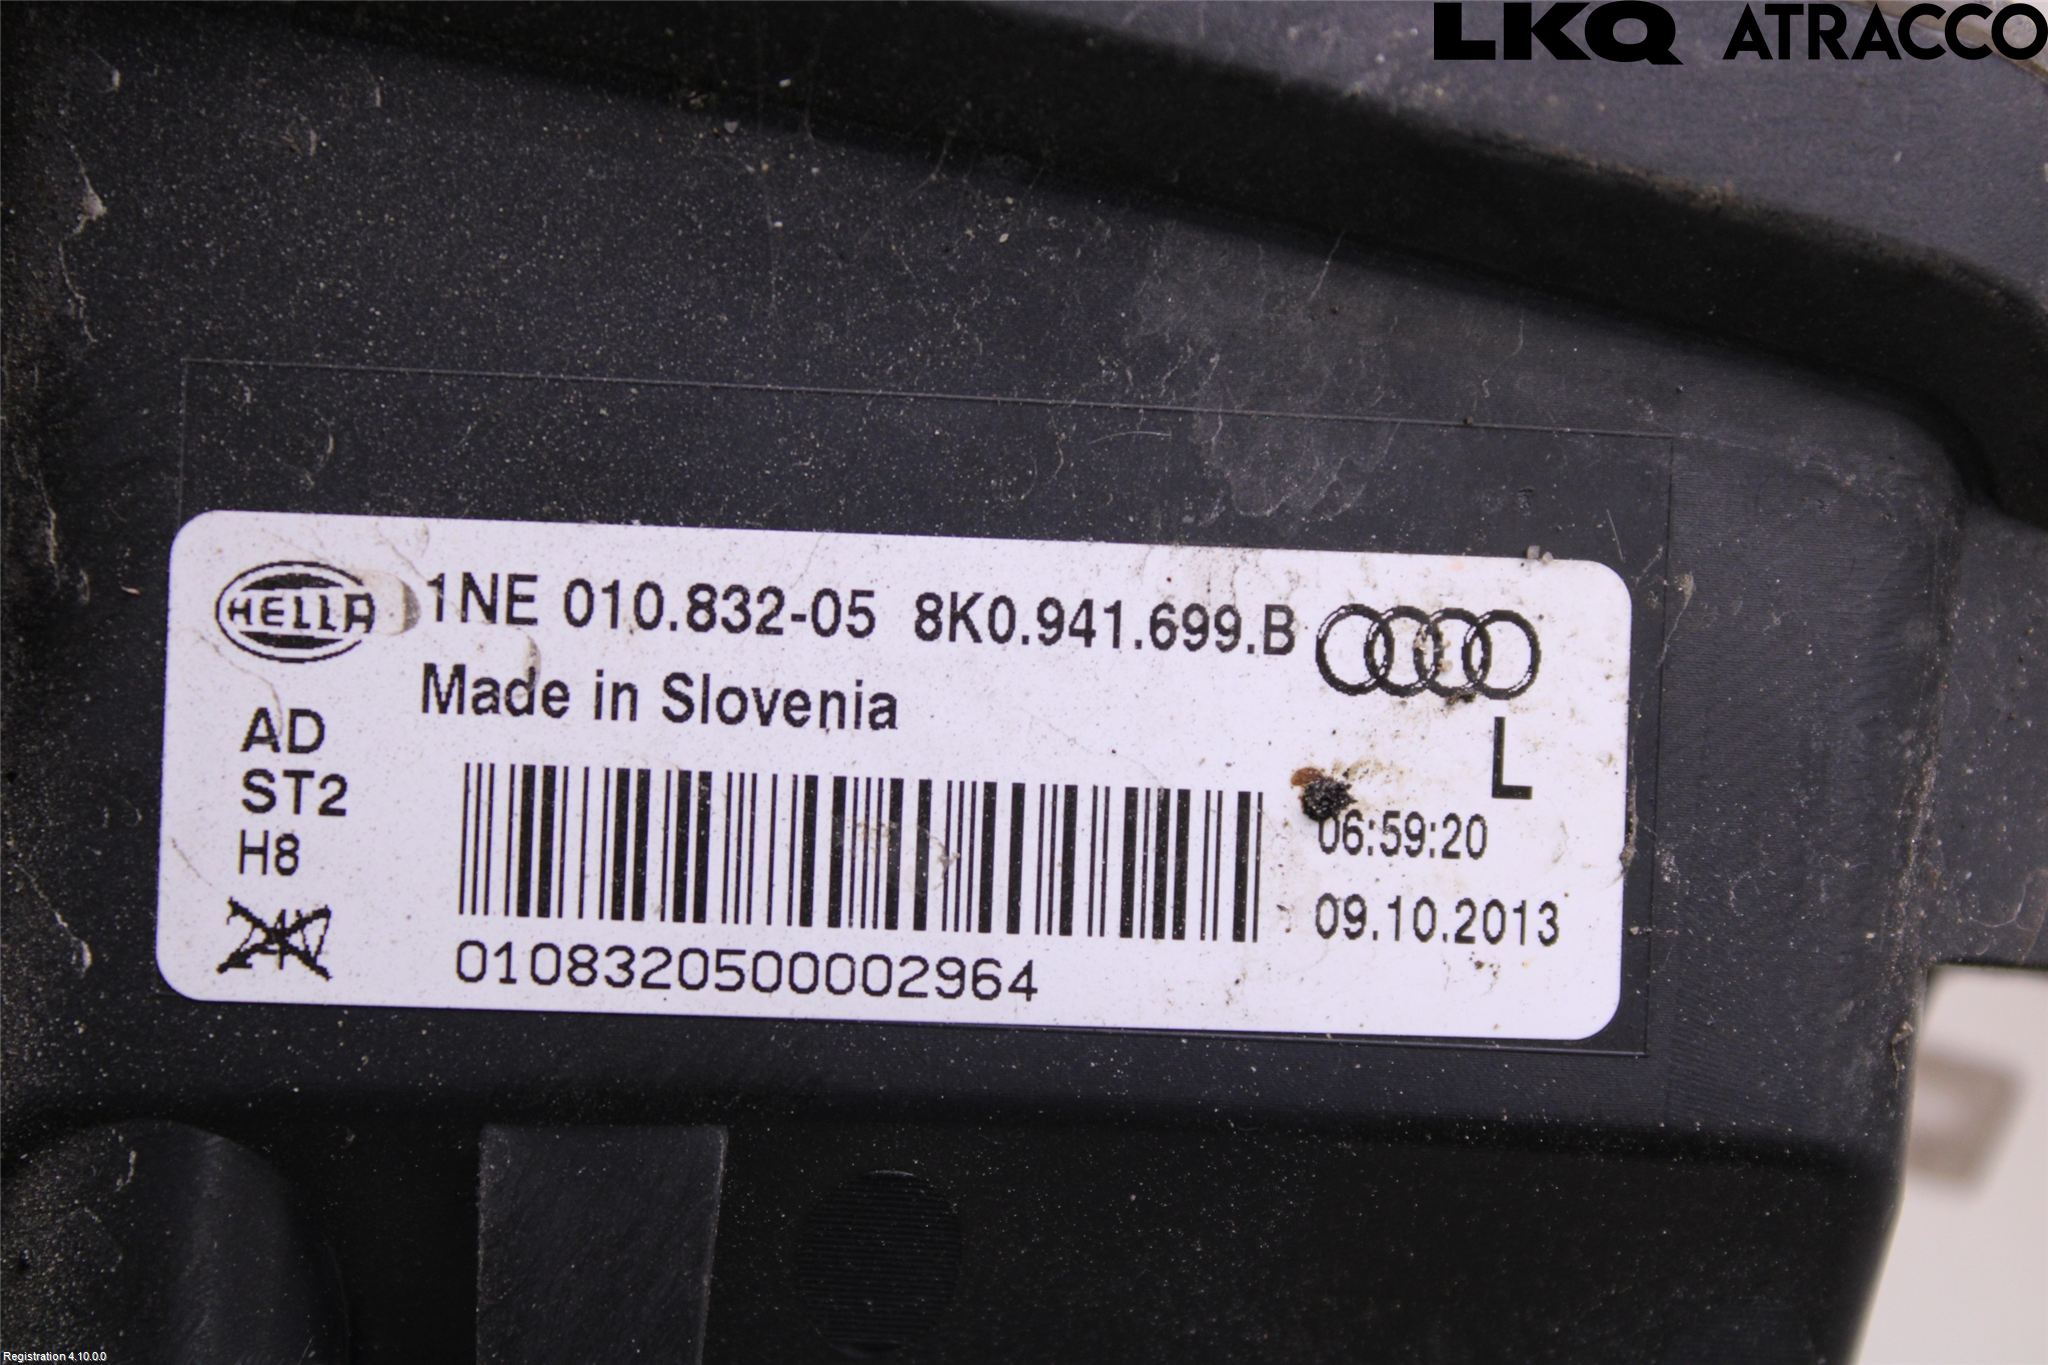 LKQ ATRACCO
HELLA 1NE 010.832-05 8K0.941.699.B
Made in Slovenia
AD
ST2
H8
L
06:59:20
09.10.2013
0108320500002964
Registration 4.10.0.0